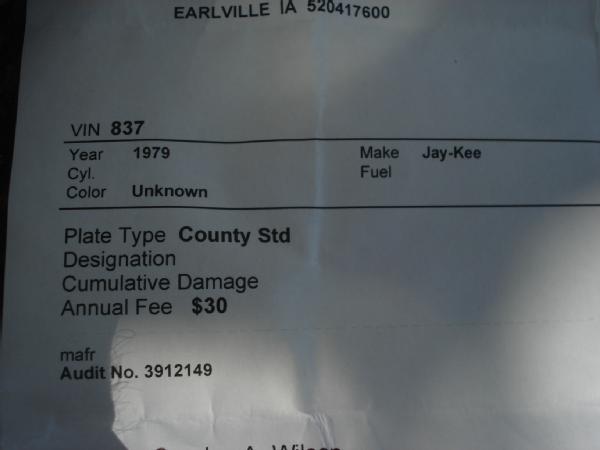 EARLVILLE IA 520417600
VIN 837
Year 1979 Make Jay-Kee
Cyl. Fuel
Color Unknown
Plate Type County Std
Designation
Cumulative Damage
Annual Fee $30
mafr
Audit No. 3912149